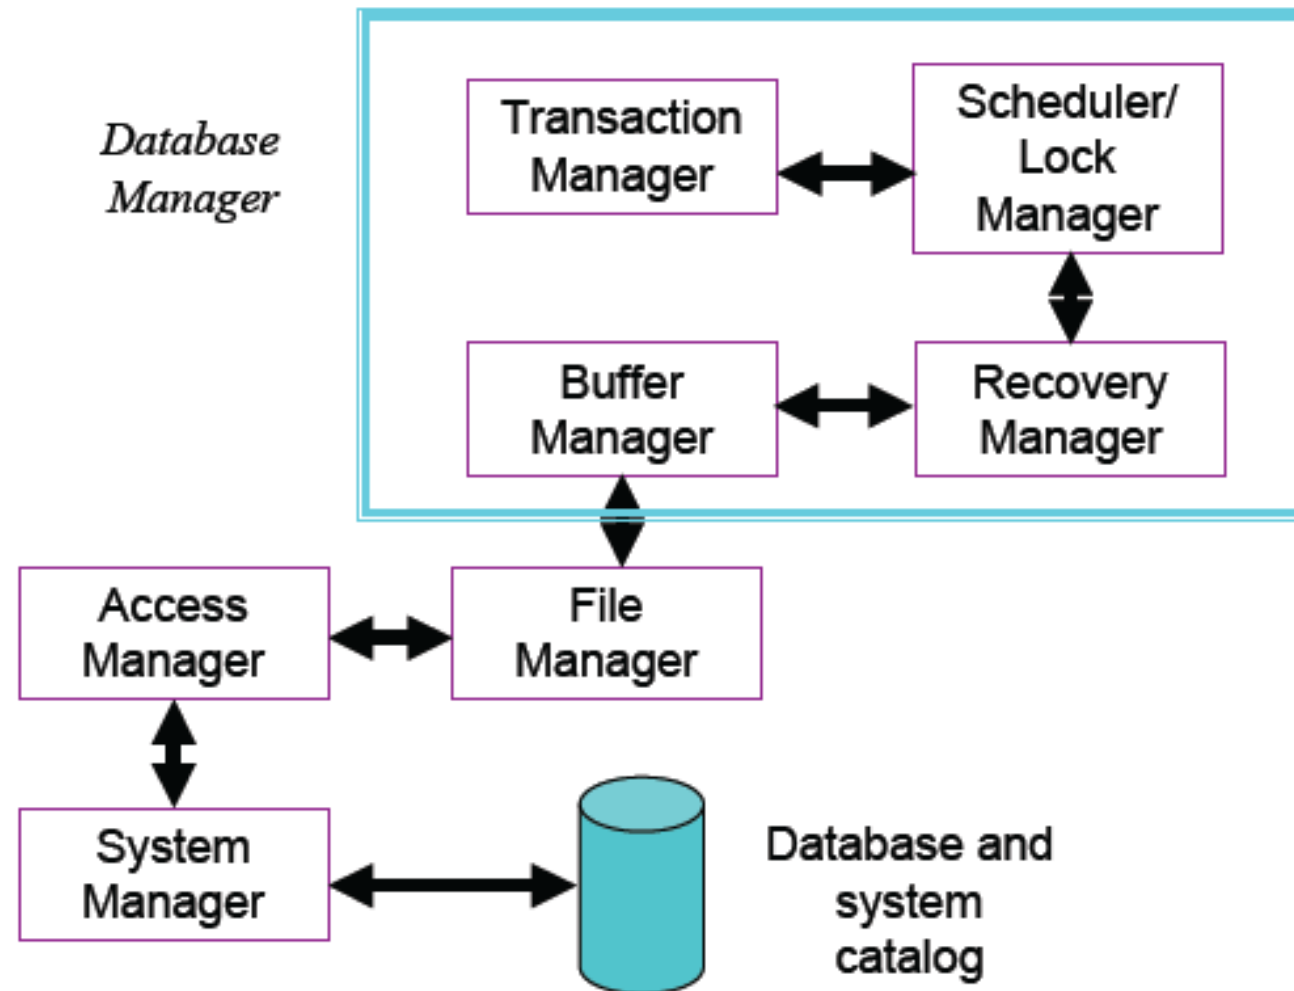 Database
Manager
Transaction
Manager
Scheduler/
Lock
Manager
Buffer
Manager
Recovery
Manager
Access
Manager
File
Manager
System
Manager
Database and
system
catalog